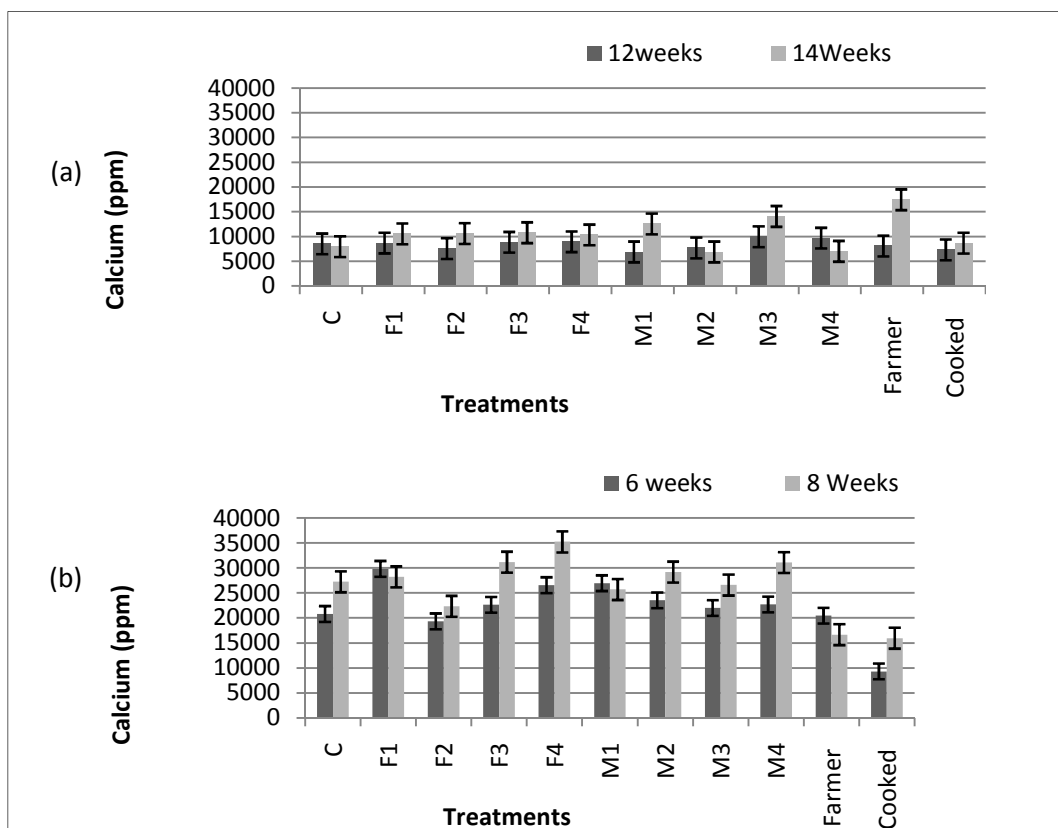 12weeks 14Weeks
(a)
Calcium (ppm)
40000
35000
30000
25000
20000
15000
10000
5000
0
C F1 F2 F3 F4 M1 M2 M3 M4 Farmer Cooked
Treatments
6 weeks 8 Weeks
(b)
Calcium (ppm)
40000
35000
30000
25000
20000
15000
10000
5000
0
C F1 F2 F3 F4 M1 M2 M3 M4 Farmer Cooked
Treatments